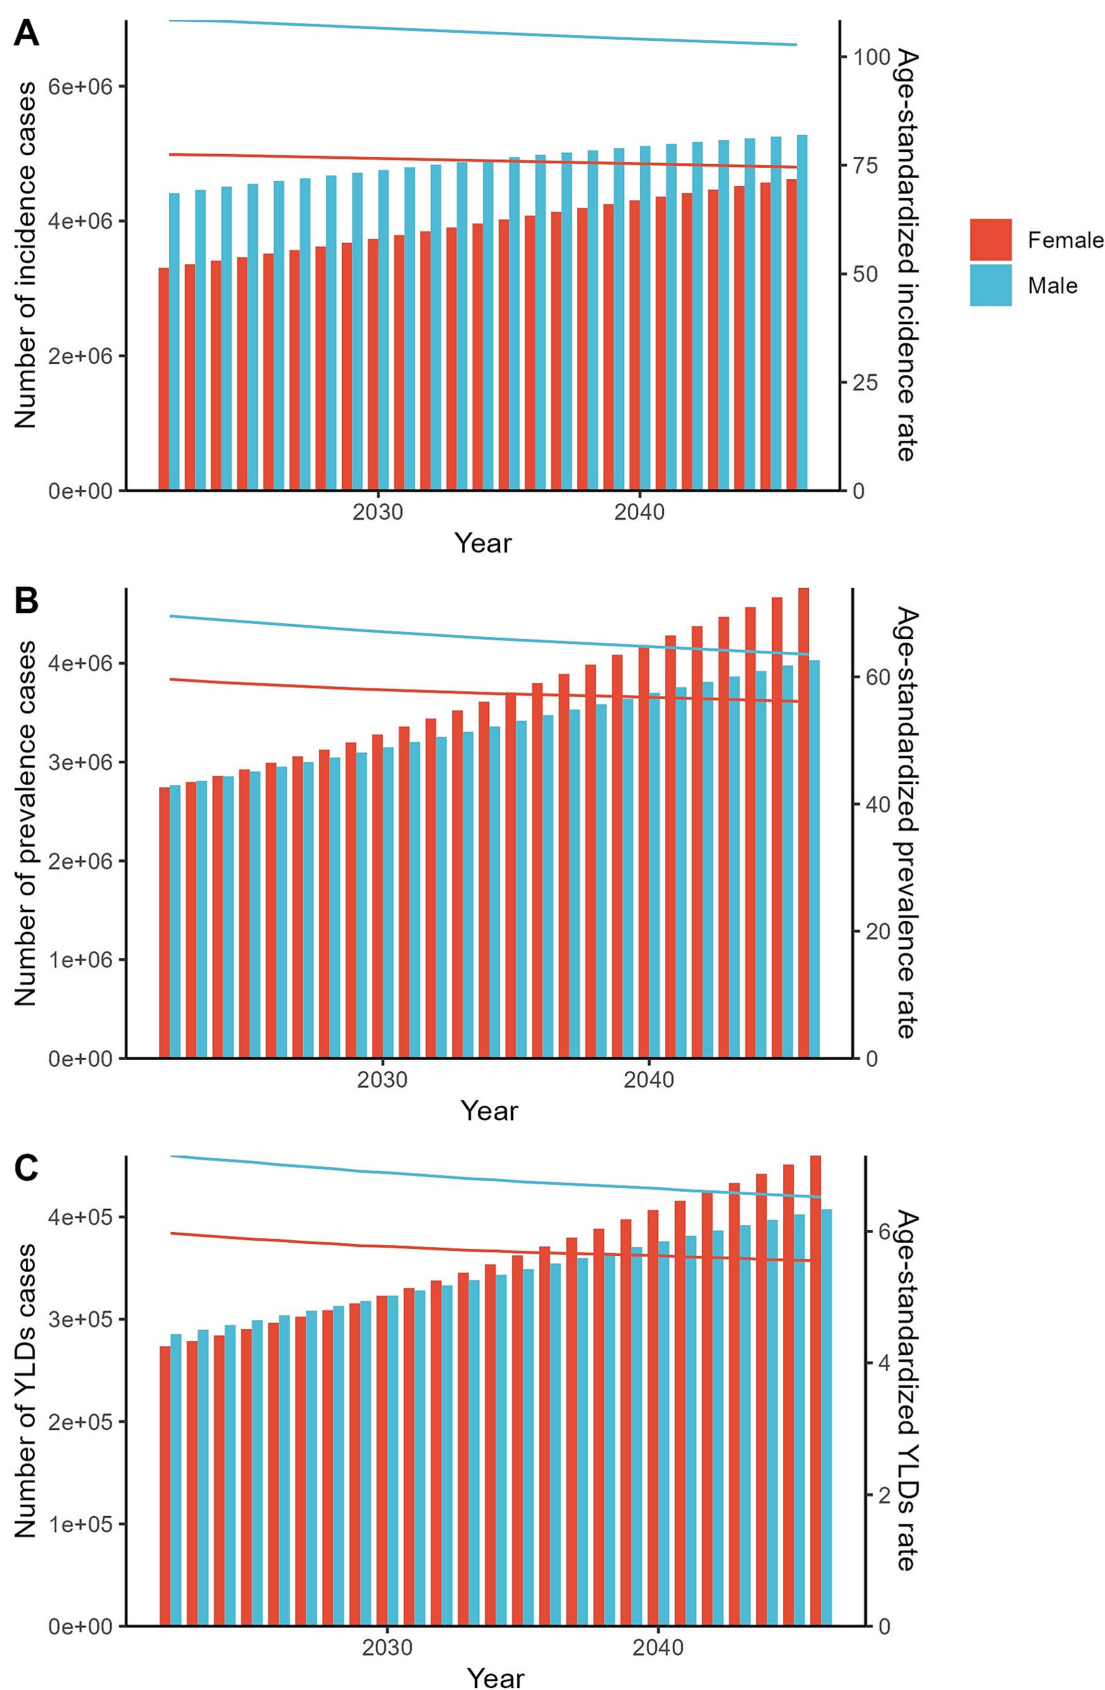 A
Number of incidence cases
6e+06
4e+06
2e+06
0e+00
2030
2040
Year
100
75
50
25
0
Age-standardized incidence rate
Female
Male
B
Number of prevalence cases
4e+06
3e+06
2e+06
1e+06
0e+00
2030
2040
Year
60
40
20
0
Age-standardized prevalence rate
C
Number of YLDs cases
4e+05
3e+05
2e+05
1e+05
0e+00
2030
2040
Year
6
4
2
0
Age-standardized YLDs rate